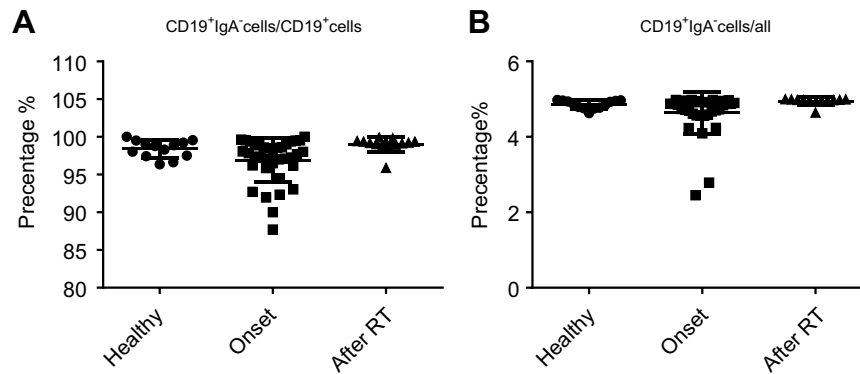 A
CD19⁺IgA⁻cells/CD19⁺cells
Precentage %
110
105
100
95
90
85
80
Healthy
Onset
After RT
B
CD19⁺IgA⁻cells/all
Precentage%
6
4
2
0
Healthy
Onset
After RT